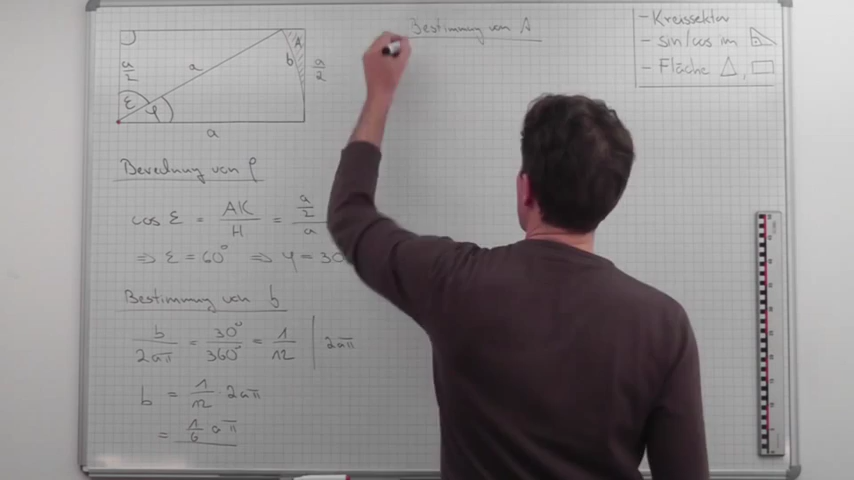 a/2
a
A
b
a/2
ε
φ
a
Berechnung von φ
cos ε = AK/H = a/2/a
⇒ ε = 60° ⇒ φ = 30
Bestimmung von b
b/2aπ = 30°/360° = 1/12 | 2aπ
b = 1/12 · 2aπ
= 1/6 aπ
Bestimmung von A
- Kreissektor
- sin/cos im
- Fläche